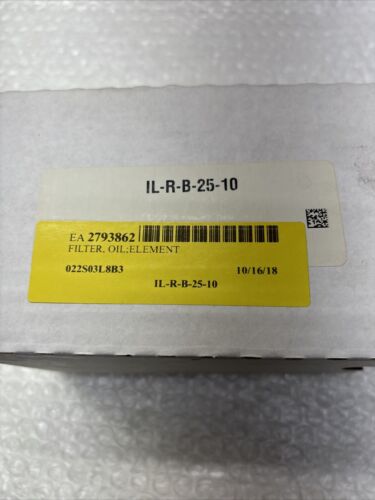 IL-R-B-25-10
EA 2793862
FILTER, OIL;ELEMENT
022S03L8B3 10/16/18
IL-R-B-25-10